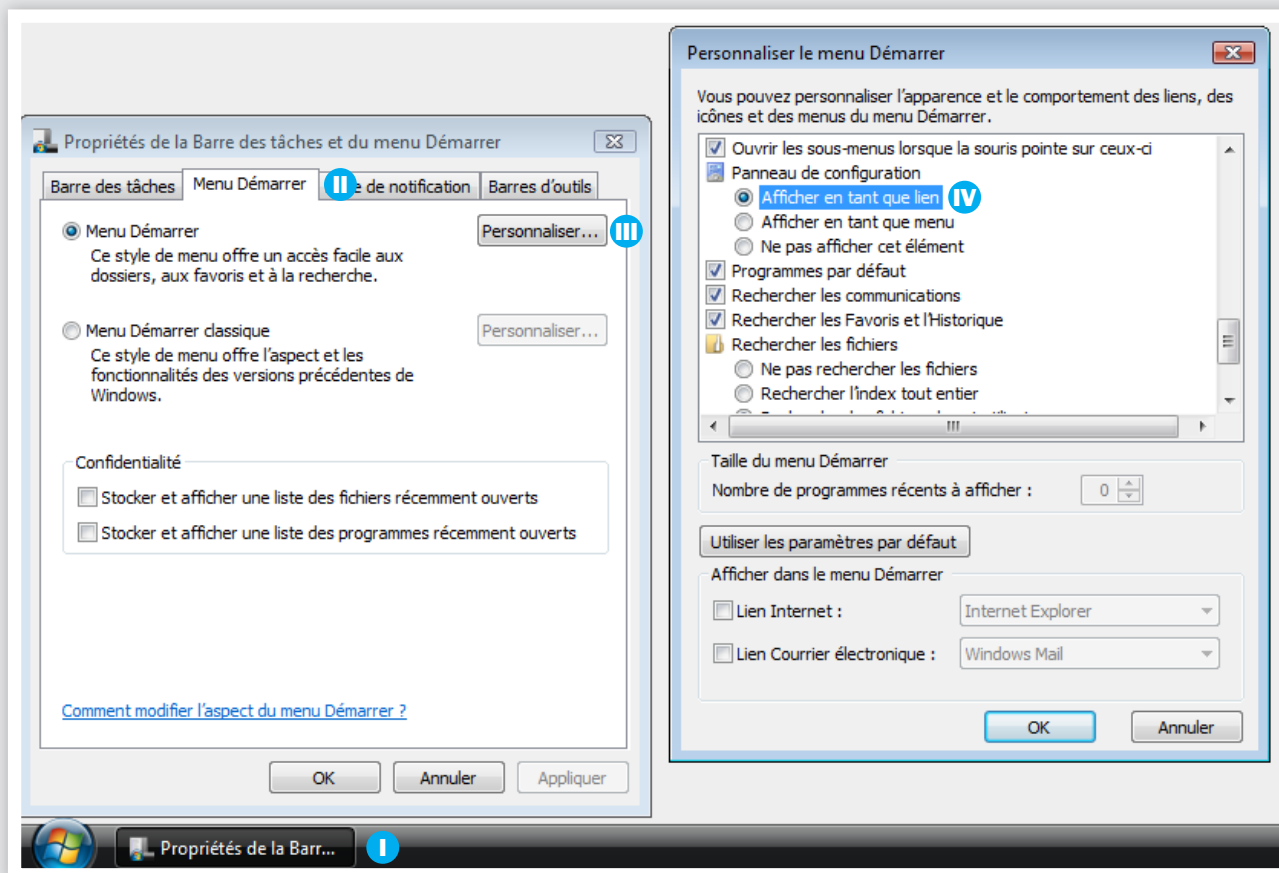 Propriétés de la Barre des tâches et du menu Démarrer
Barre des tâches
Menu Démarrer
II
de notification
Barres d'outils
Menu Démarrer
Personnaliser...
III
Ce style de menu offre un accès facile aux
dossiers, aux favoris et à la recherche.
Menu Démarrer classique
Personnaliser...
Ce style de menu offre l'aspect et les
fonctionnalités des versions précédentes de
Windows.
Confidentialité
Stocker et afficher une liste des fichiers récemment ouverts
Stocker et afficher une liste des programmes récemment ouverts
Comment modifier l'aspect du menu Démarrer ?
OK
Annuler
Appliquer
Propriétés de la Barr...
I
Personnaliser le menu Démarrer
Vous pouvez personnaliser l'apparence et le comportement des liens, des
icônes et des menus du menu Démarrer.
Ouvrir les sous-menus lorsque la souris pointe sur ceux-ci
Panneau de configuration
Afficher en tant que lien
IV
Afficher en tant que menu
Ne pas afficher cet élément
Programmes par défaut
Rechercher les communications
Rechercher les Favoris et l'Historique
Rechercher les fichiers
Ne pas rechercher les fichiers
Rechercher l'index tout entier
Taille du menu Démarrer
Nombre de programmes récents à afficher :
0
Utiliser les paramètres par défaut
Afficher dans le menu Démarrer
Lien Internet :
Internet Explorer
Lien Courrier électronique :
Windows Mail
OK
Annuler